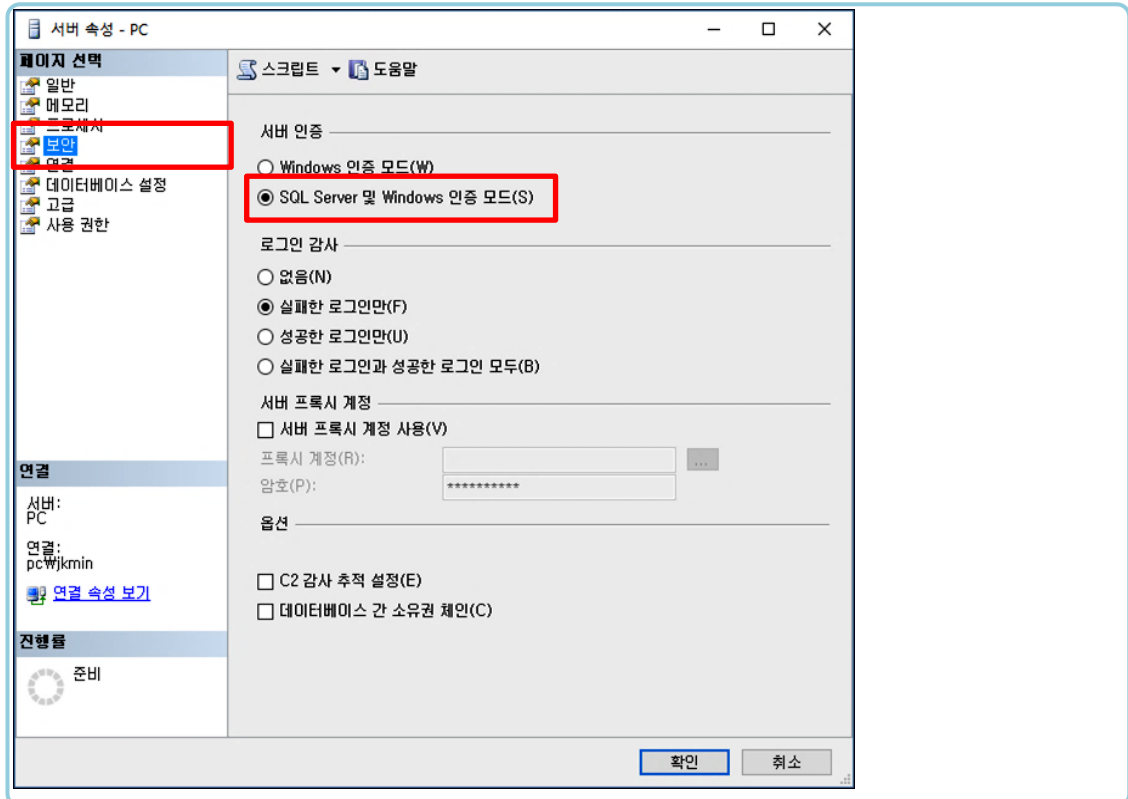 서버 속성 - PC
페이지 선택
일반
메모리
프로세서
보안
연결
데이터베이스 설정
고급
사용 권한
연결
서버:
PC
연결:
pc₩jkmin
연결 속성 보기
진행률
준비
스크립트 도움말
서버 인증
Windows 인증 모드(W)
SQL Server 및 Windows 인증 모드(S)
로그인 감사
없음(N)
실패한 로그인만(F)
성공한 로그인만(U)
실패한 로그인과 성공한 로그인 모두(B)
서버 프록시 계정
서버 프록시 계정 사용(V)
프록시 계정(R):
...
암호(P): **********
옵션
C2 감사 추적 설정(E)
데이터베이스 간 소유권 체인(C)
확인 취소